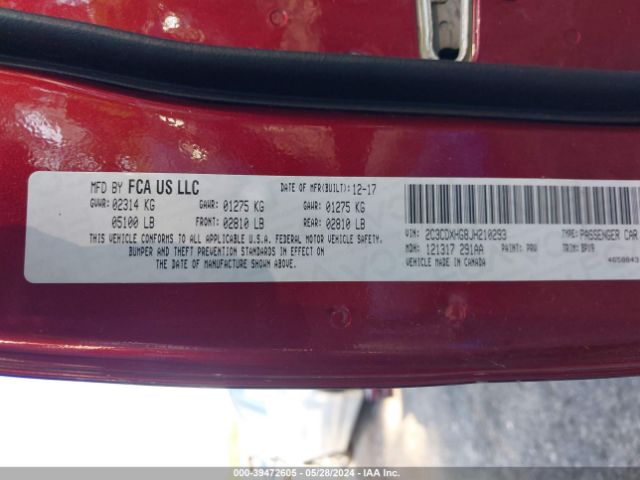 MFD BY FCA US LLC DATE OF MFR(BUILT): 12-17
GVWR: 02314 KG GAWR: 01275 KG GAWR: 01275 KG
05100 LB FRONT: 02810 LB REAR: 02810 LB
THIS VEHICLE CONFORMS TO ALL APPLICABLE U.S.A. FEDERAL MOTOR VEHICLE SAFETY,
BUMPER AND THEFT PREVENTION STANDARDS IN EFFECT ON
THE DATE OF MANUFACTURE SHOWN ABOVE.
VIN: 2C3CDXHG8JH210293 TYPE: PASSENGER CAR
MDH: 121317 291AA PAINT: PRV TRIM: BPX9
VEHICLE MADE IN CANADA 4658843
000-39472605 - 05/28/2024 - IAA